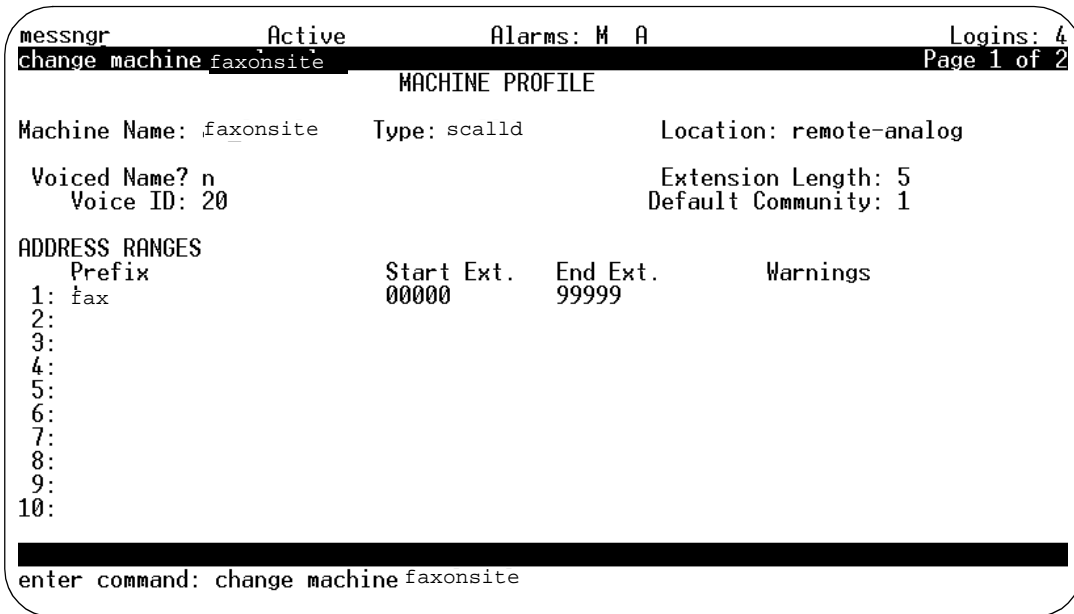 messngr Active Alarms: M A Logins: 4
change machine faxonsite Page 1 of 2
MACHINE PROFILE
Machine Name: faxonsite Type: scalld Location: remote-analog
Voiced Name? n Extension Length: 5
Voice ID: 20 Default Community: 1
ADDRESS RANGES
Prefix Start Ext. End Ext. Warnings
1: fax 00000 99999
2:
3:
4:
5:
6:
7:
8:
9:
10:
enter command: change machine faxonsite